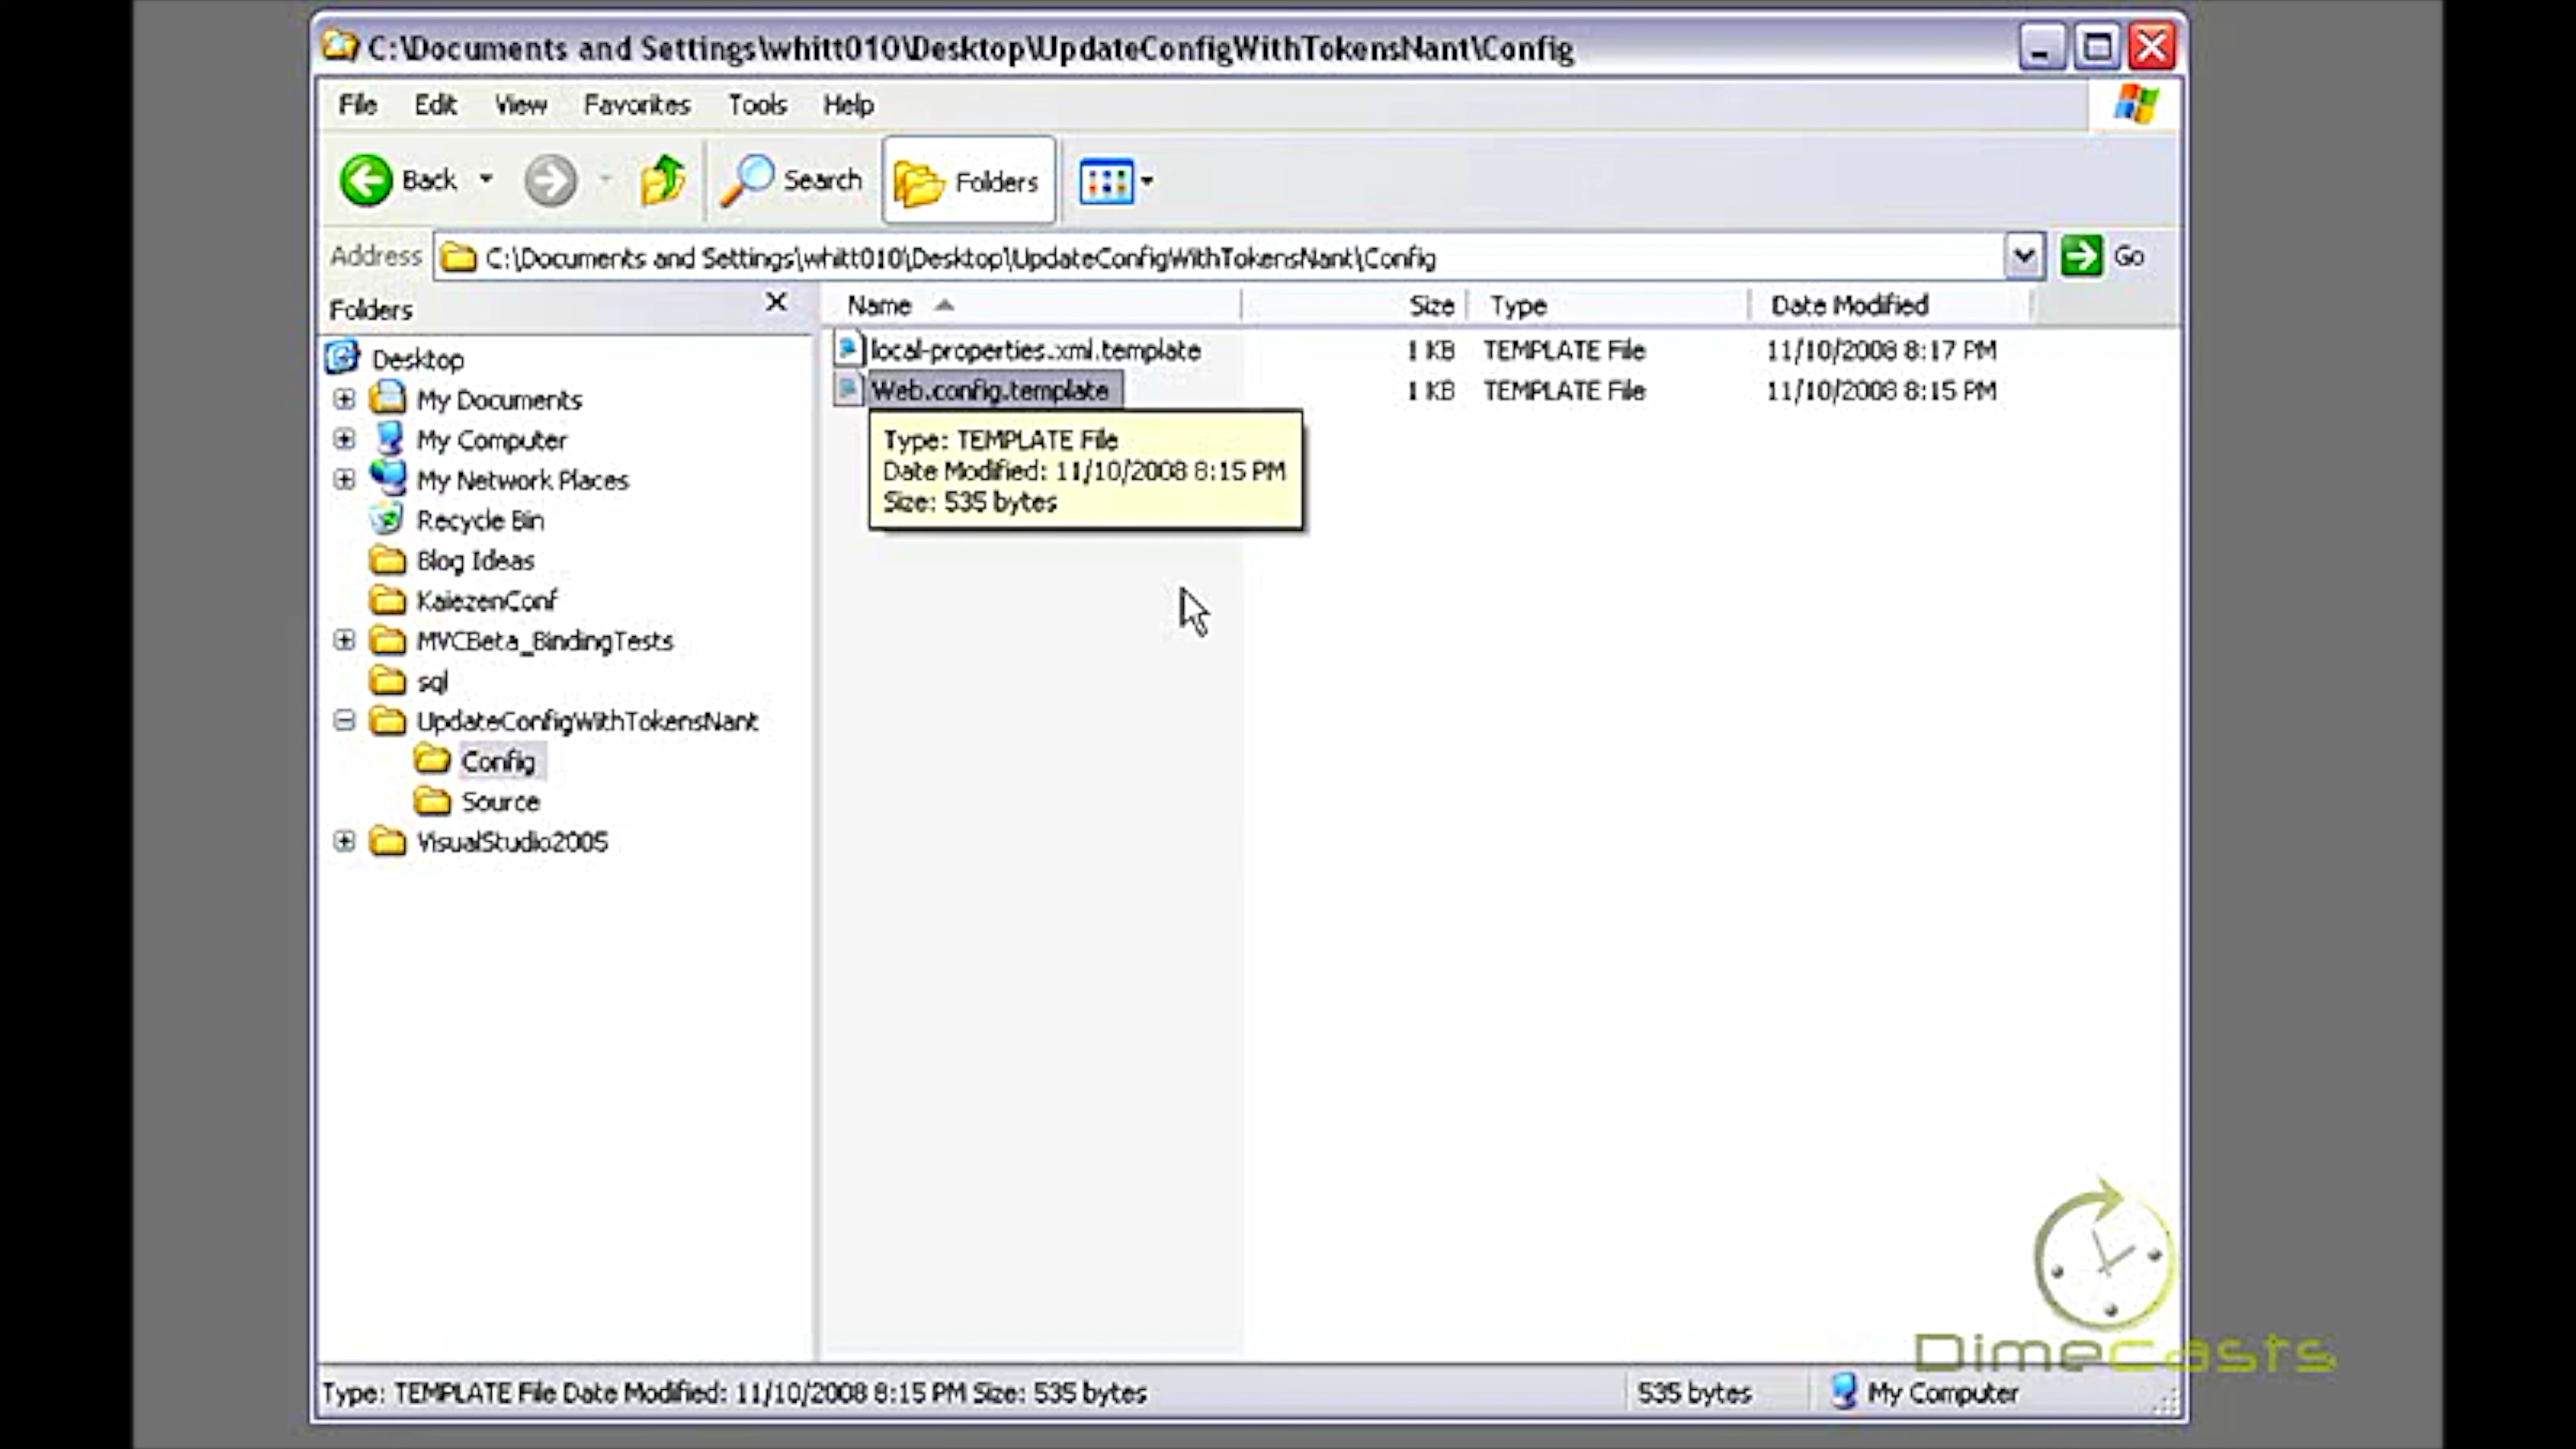 C:\Documents and Settings\whitt010\Desktop\UpdateConfigWithTokensNant\Config
File Edit View Favorites Tools Help
Back Search Folders
Address C:\Documents and Settings\whitt010\Desktop\UpdateConfigWithTokensNant\Config Go
Folders
Name Size Type Date Modified
local-properties.xml.template 1 KB TEMPLATE File 11/10/2008 8:17 PM
Web.config.template 1 KB TEMPLATE File 11/10/2008 8:15 PM
Type: TEMPLATE File
Date Modified: 11/10/2008 8:15 PM
Size: 535 bytes
Desktop
My Documents
My Computer
My Network Places
Recycle Bin
Blog Ideas
KaiezenConf
MVCBeta_BindingTests
sql
UpdateConfigWithTokensNant
Config
Source
VisualStudio2005
Dimecasts
Type: TEMPLATE File Date Modified: 11/10/2008 8:15 PM Size: 535 bytes 535 bytes My Computer